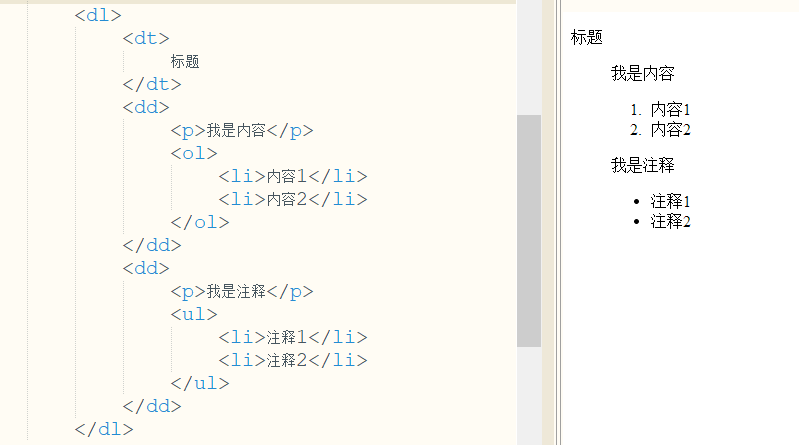 <dl>
<dt>
标题
</dt>
<dd>
<p>我是内容</p>
<ol>
<li>内容1</li>
<li>内容2</li>
</ol>
</dd>
<dd>
<p>我是注释</p>
<ul>
<li>注释1</li>
<li>注释2</li>
</ul>
</dd>
</dl>
标题
我是内容
1. 内容1
2. 内容2
我是注释
• 注释1
• 注释2